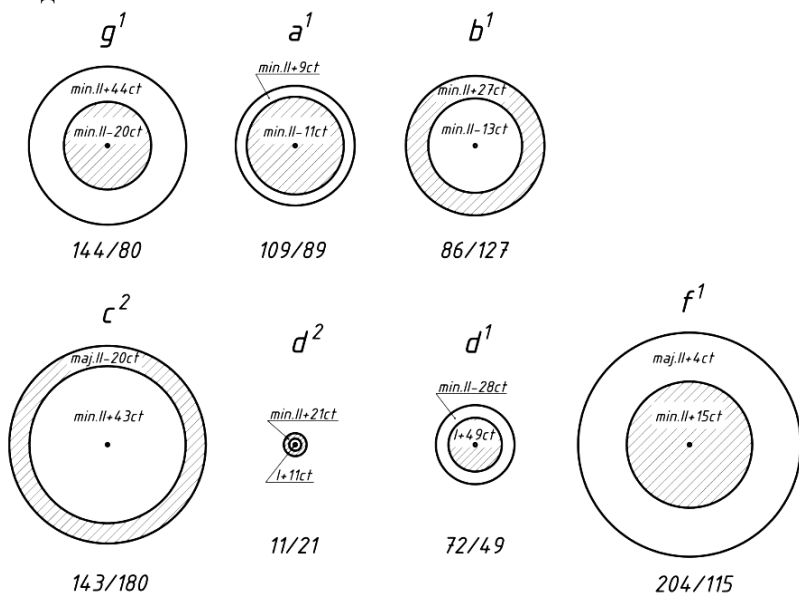 g¹
a¹
b¹
min.II+44ct
min.II-20ct
min.II+9ct
min.II-11ct
min.II+27ct
min.II-13ct
144/80
109/89
86/127
c²
d²
d¹
f¹
maj.II-20ct
min.II+43ct
min.II+21ct
I+11ct
min.II-28ct
I+49ct
maj.II+4ct
min.II+15ct
143/180
11/21
72/49
204/115